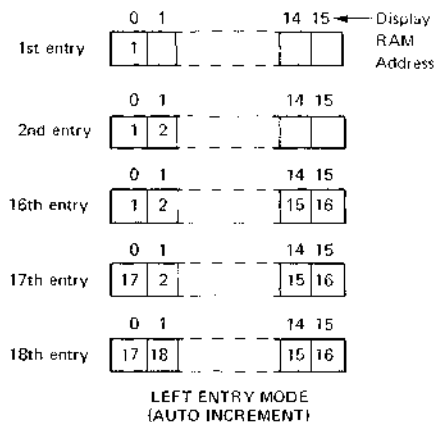 0 1 14 15 Display
RAM
Address
1st entry 1
0 1 14 15
2nd entry 1 2
0 1 14 15
16th entry 1 2 15 16
0 1 14 15
17th entry 17 2 15 16
0 1 14 15
18th entry 17 18 15 16
LEFT ENTRY MODE
(AUTO INCREMENT)